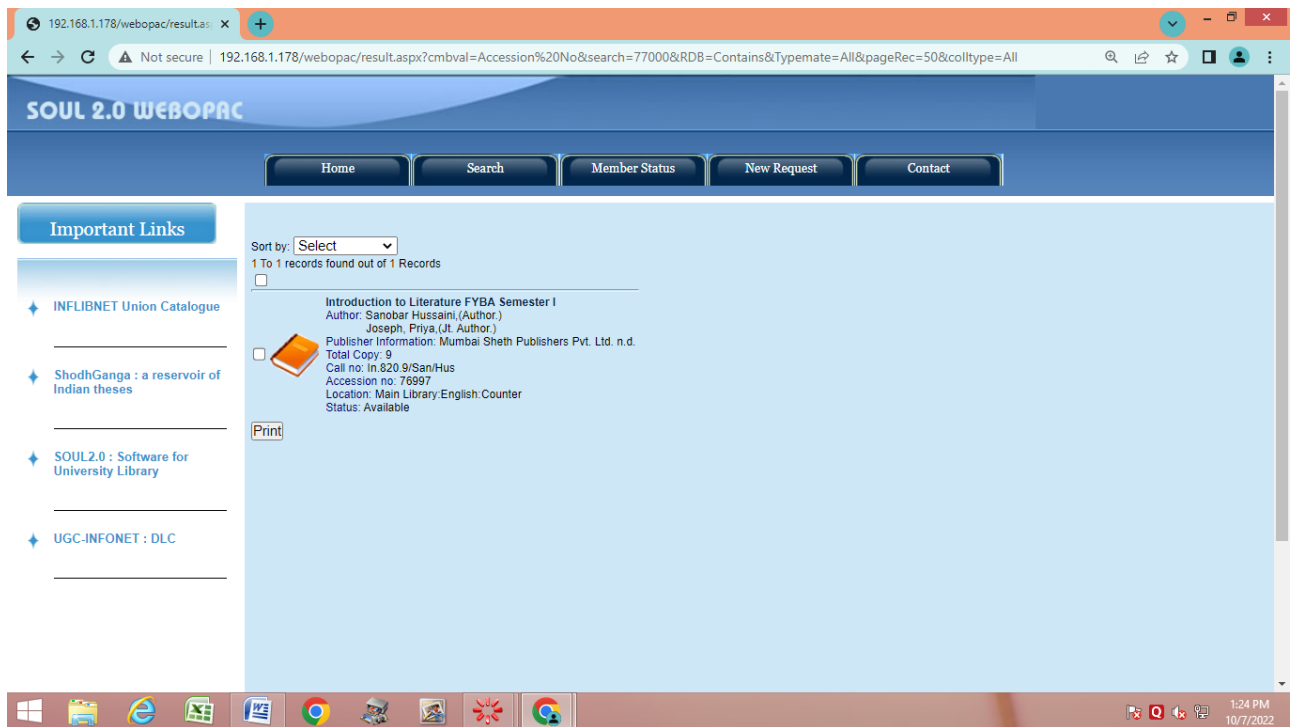 192.168.1.178/webopac/result.as
Not secure | 192.168.1.178/webopac/result.aspx?cmbval=Accession%20No&search=77000&RDB=Contains&Typemate=All&pageRec=50&colltype=All
SOUL 2.0 WEBOPAC
Home Search Member Status New Request Contact
Important Links
INFLIBNET Union Catalogue
ShodhGanga : a reservoir of
Indian theses
SOUL2.0 : Software for
University Library
UGC-INFONET : DLC
Sort by: Select
1 To 1 records found out of 1 Records
Introduction to Literature FYBA Semester I
Author: Sanobar Hussaini,(Author.)
Joseph, Priya,(Jt. Author.)
Publisher Information: Mumbai Sheth Publishers Pvt. Ltd. n.d.
Total Copy: 9
Call no: In.820.9/San/Hus
Accession no: 76997
Location: Main Library:English:Counter
Status: Available
Print
1:24 PM
10/7/2022